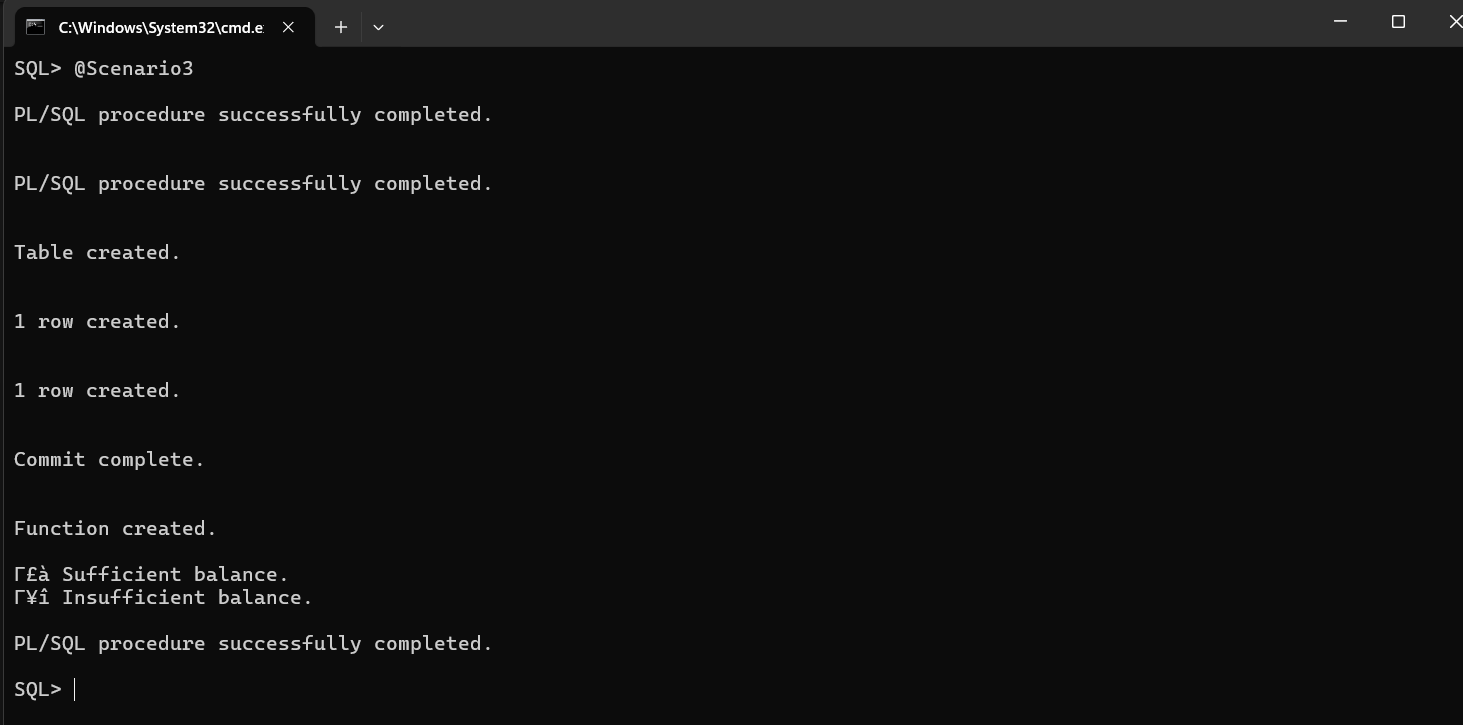 C:\Windows\System32\cmd.e
SQL> @Scenario3
PL/SQL procedure successfully completed.
PL/SQL procedure successfully completed.
Table created.
1 row created.
1 row created.
Commit complete.
Function created.
Γ£à Sufficient balance.
Γ¥î Insufficient balance.
PL/SQL procedure successfully completed.
SQL>